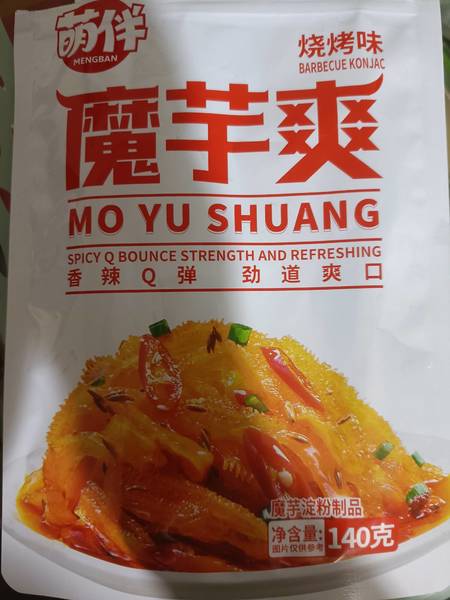 萌伴
MENGBAN
烧烤味
BARBECUE KONJAC
魔芋爽
MO YU SHUANG
SPICY Q BOUNCE STRENGTH AND REFRESHING
香辣Q弹 劲道爽口
魔芋淀粉制品
净含量:
图片仅供参考
140克